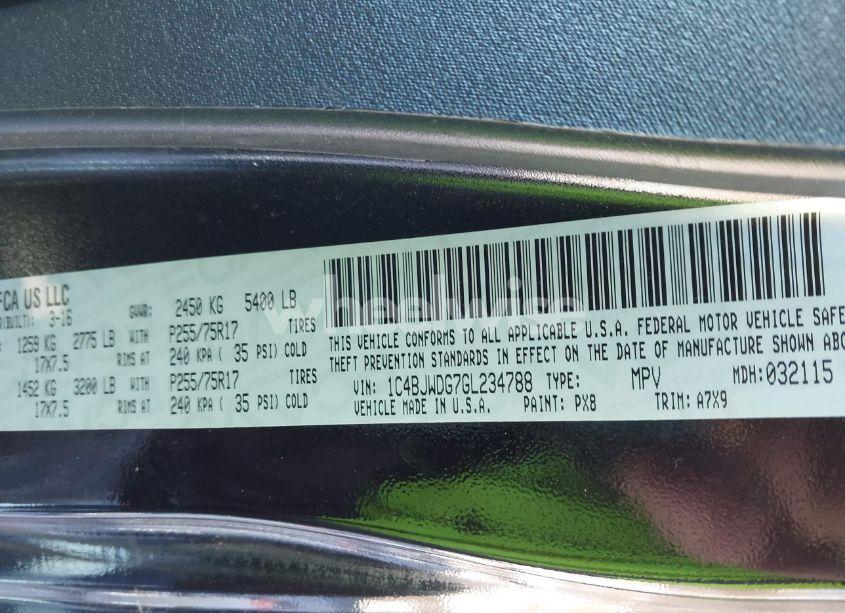 FCA US LLC
GVWR: 2450 KG 5400 LB
3-16
1259 KG 2775 LB WITH P255/75R17 TIRES
17X7.5 RIMS AT 240 KPA ( 35 PSI) COLD
1452 KG 3200 LB WITH P255/75R17 TIRES
17X7.5 RIMS AT 240 KPA ( 35 PSI) COLD
wheelwise
THIS VEHICLE CONFORMS TO ALL APPLICABLE U.S.A. FEDERAL MOTOR VEHICLE SAFE
THEFT PREVENTION STANDARDS IN EFFECT ON THE DATE OF MANUFACTURE SHOWN ABO
VIN: 1C4BJWDG7GL234788 TYPE: MPV MDH:032115
VEHICLE MADE IN U.S.A. PAINT: PX8 TRIM: A7X9